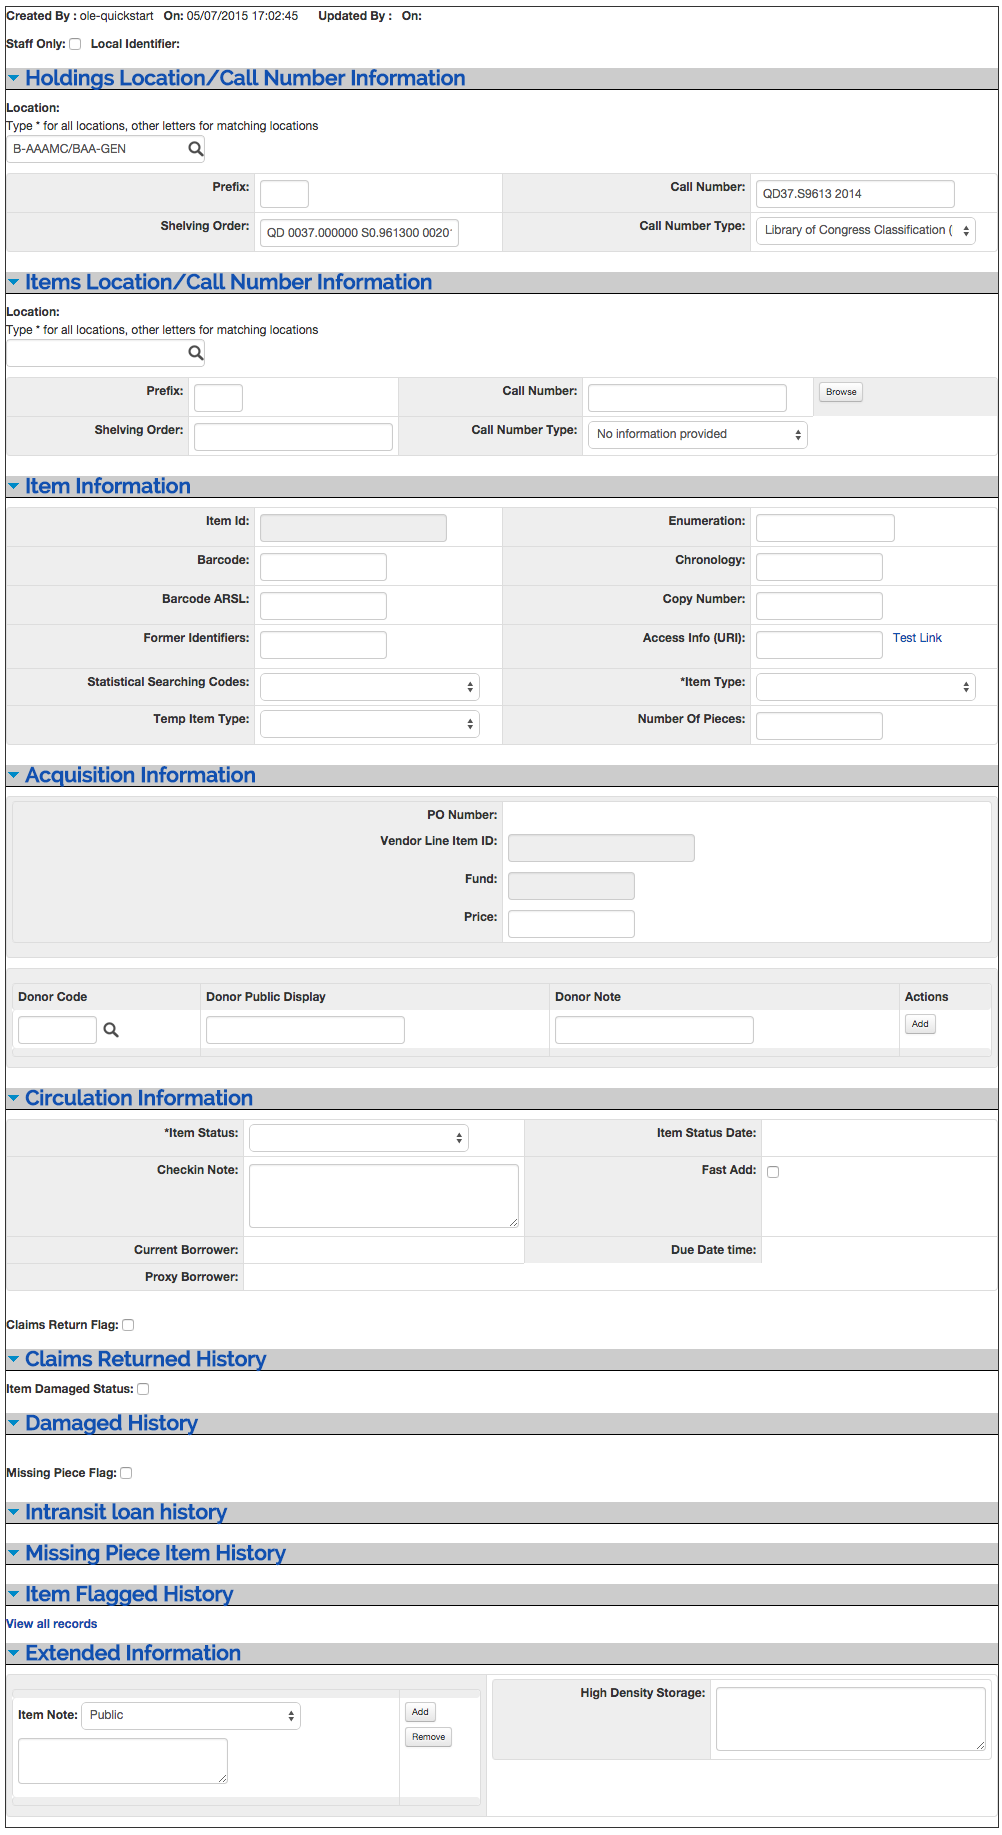 Created By : ole-quickstart On: 05/07/2015 17:02:45 Updated By : On:
Staff Only: Local Identifier:
Holdings Location/Call Number Information
Location:
Type * for all locations, other letters for matching locations
B-AAAMC/BAA-GEN
Prefix: Call Number: QD37.S9613 2014
Shelving Order: QD 0037.000000 S0.961300 0020 Call Number Type: Library of Congress Classification (
Items Location/Call Number Information
Location:
Type * for all locations, other letters for matching locations
Prefix: Call Number: Browse
Shelving Order: Call Number Type: No information provided
Item Information
Item Id: Enumeration:
Barcode: Chronology:
Barcode ARSL: Copy Number:
Former Identifiers: Access Info (URI): Test Link
Statistical Searching Codes: *Item Type:
Temp Item Type: Number Of Pieces:
Acquisition Information
PO Number:
Vendor Line Item ID:
Fund:
Price:
Donor Code Donor Public Display Donor Note Actions
Add
Circulation Information
*Item Status: Item Status Date:
Checkin Note: Fast Add:
Current Borrower: Due Date time:
Proxy Borrower:
Claims Return Flag:
Claims Returned History
Item Damaged Status:
Damaged History
Missing Piece Flag:
Intransit loan history
Missing Piece Item History
Item Flagged History
View all records
Extended Information
Item Note: Public Add High Density Storage:
Remove